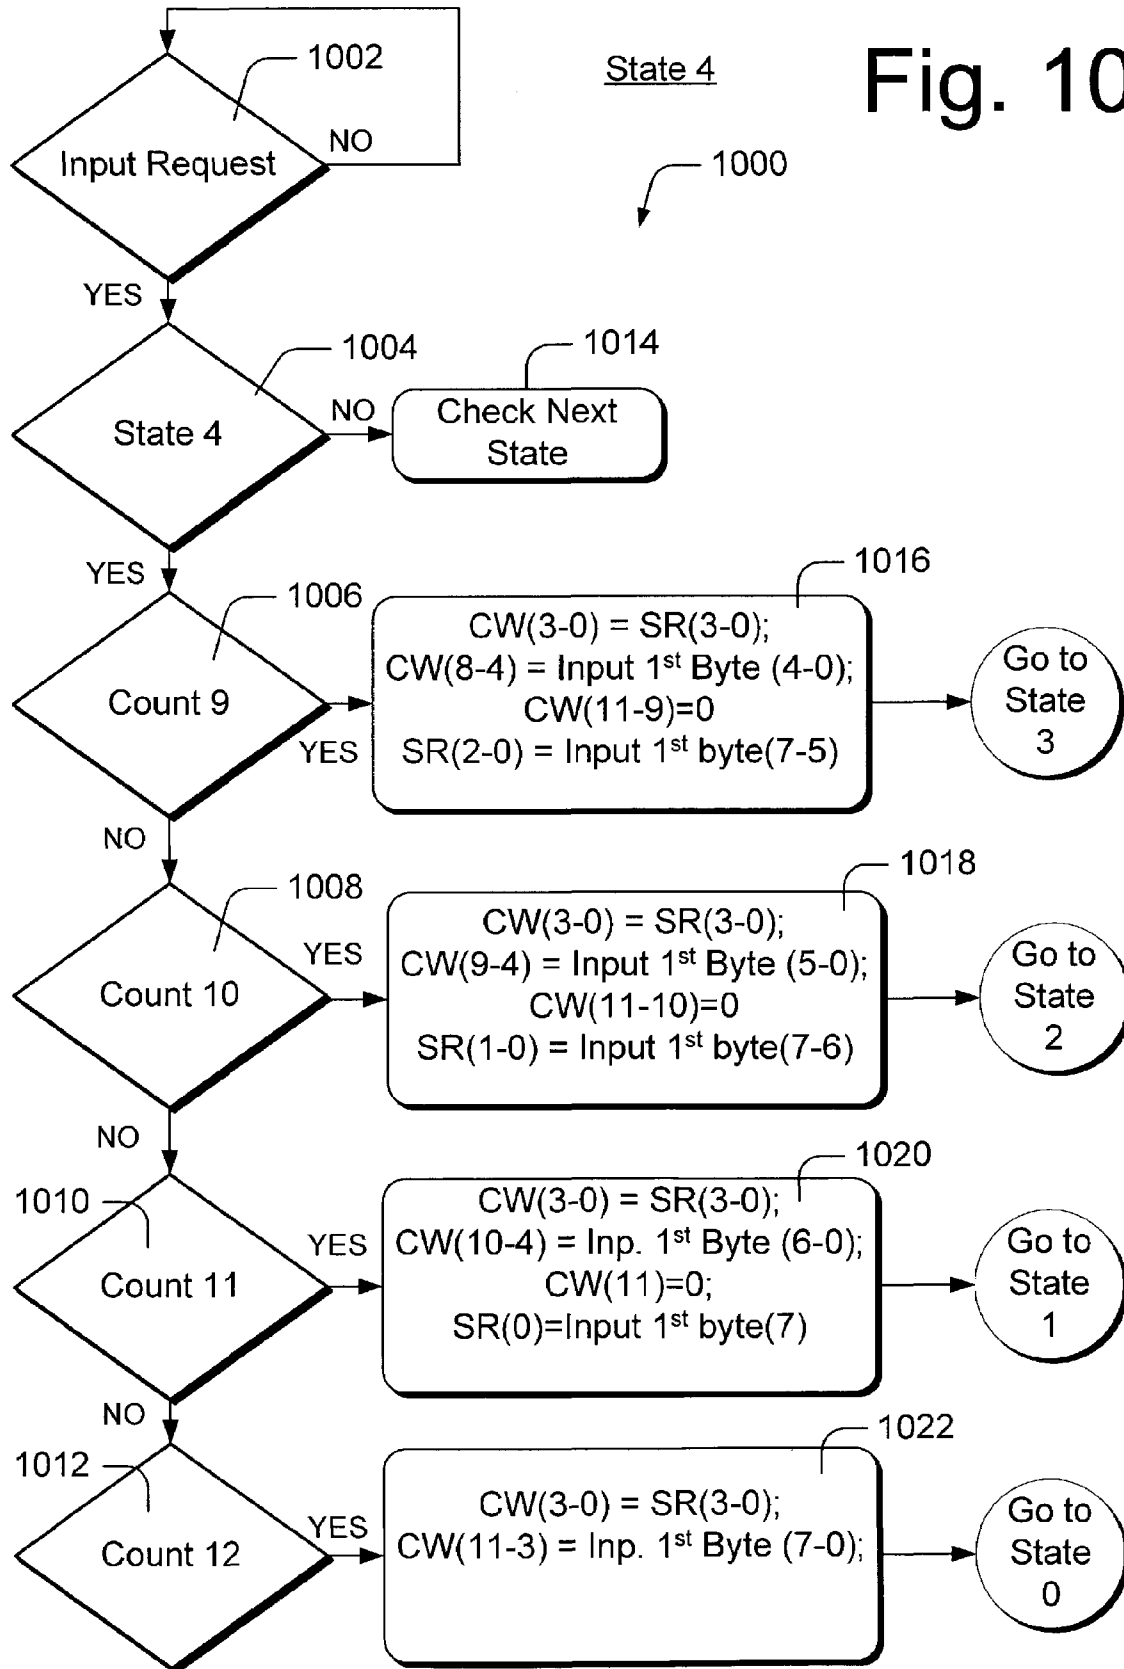 1002
State 4
Fig. 10
Input Request
NO
1000
YES
1004
1014
State 4
NO
Check Next
State
YES
1006
1016
Count 9
YES
CW(3-0) = SR(3-0);
CW(8-4) = Input 1st Byte (4-0);
CW(11-9)=0
SR(2-0) = Input 1st byte(7-5)
Go to
State
3
NO
1008
1018
Count 10
YES
CW(3-0) = SR(3-0);
CW(9-4) = Input 1st Byte (5-0);
CW(11-10)=0
SR(1-0) = Input 1st byte(7-6)
Go to
State
2
NO
1010
1020
Count 11
YES
CW(3-0) = SR(3-0);
CW(10-4) = Inp. 1st Byte (6-0);
CW(11)=0;
SR(0)=Input 1st byte(7)
Go to
State
1
NO
1012
1022
Count 12
YES
CW(3-0) = SR(3-0);
CW(11-3) = Inp. 1st Byte (7-0);
Go to
State
0